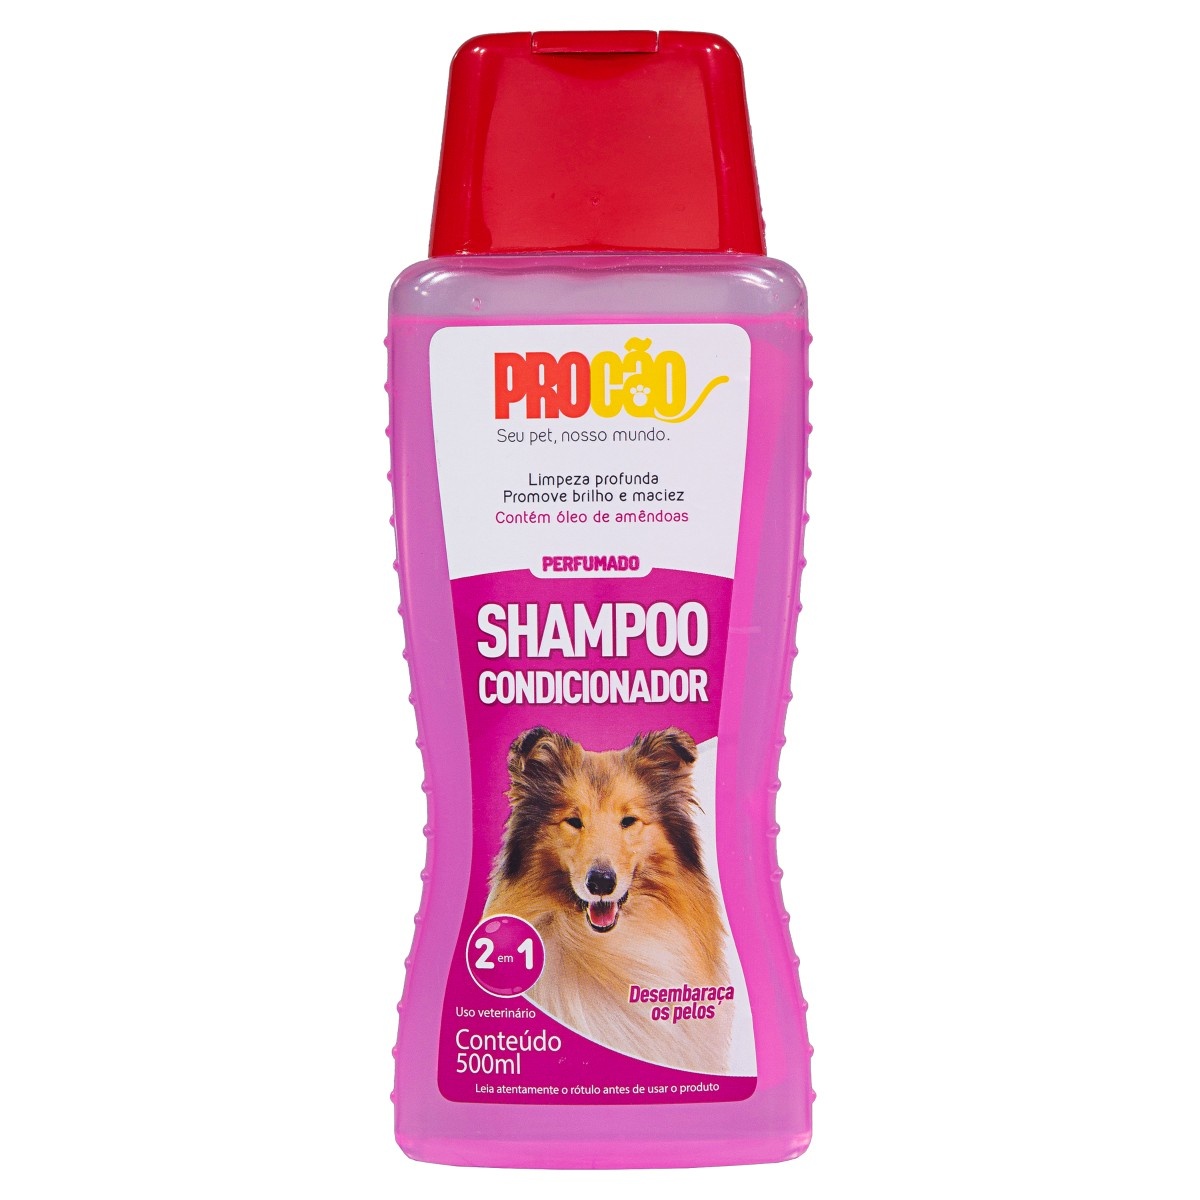 PROCÃO
Seu pet, nosso mundo.
Limpeza profunda
Promove brilho e maciez
Contém óleo de amêndoas
PERFUMADO
SHAMPOO
CONDICIONADOR
2 em 1
Desembaraça
os pelos
Uso veterinário
Conteúdo
500ml
Leia atentamente o rótulo antes de usar o produto